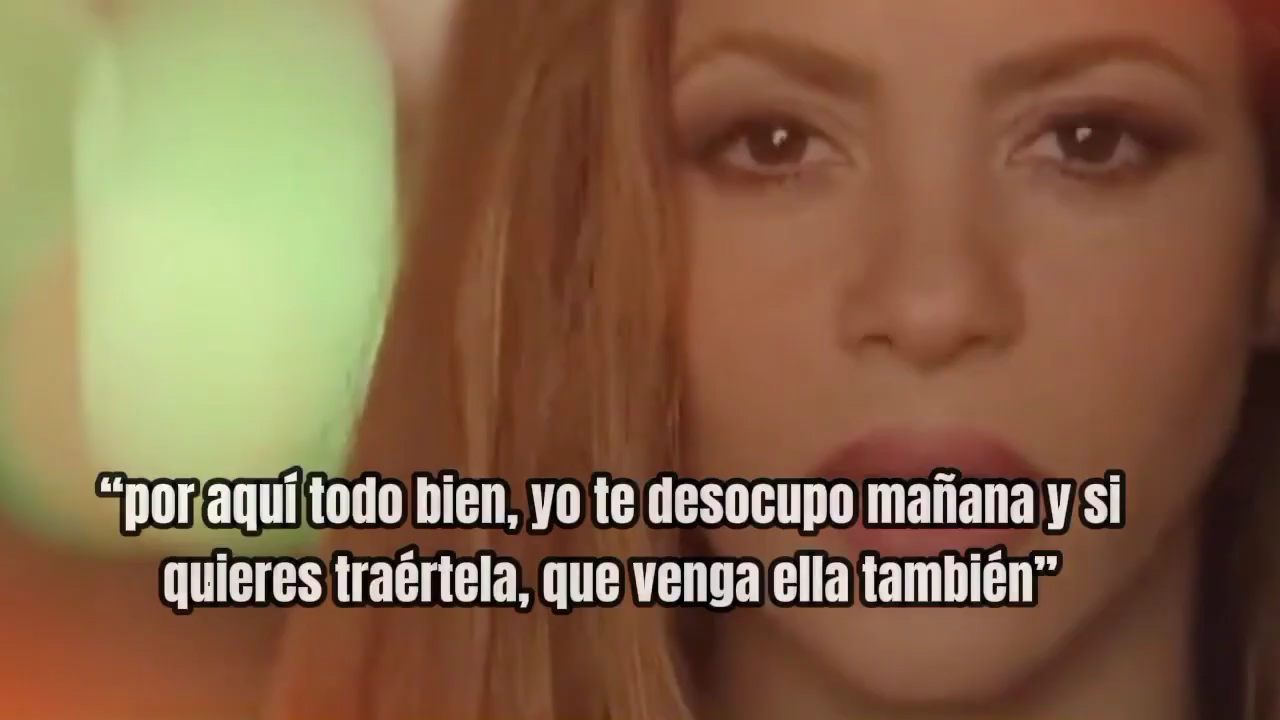 “por aquí todo bien, yo te desocupo mañana y si
quieres traértela, que venga ella también”